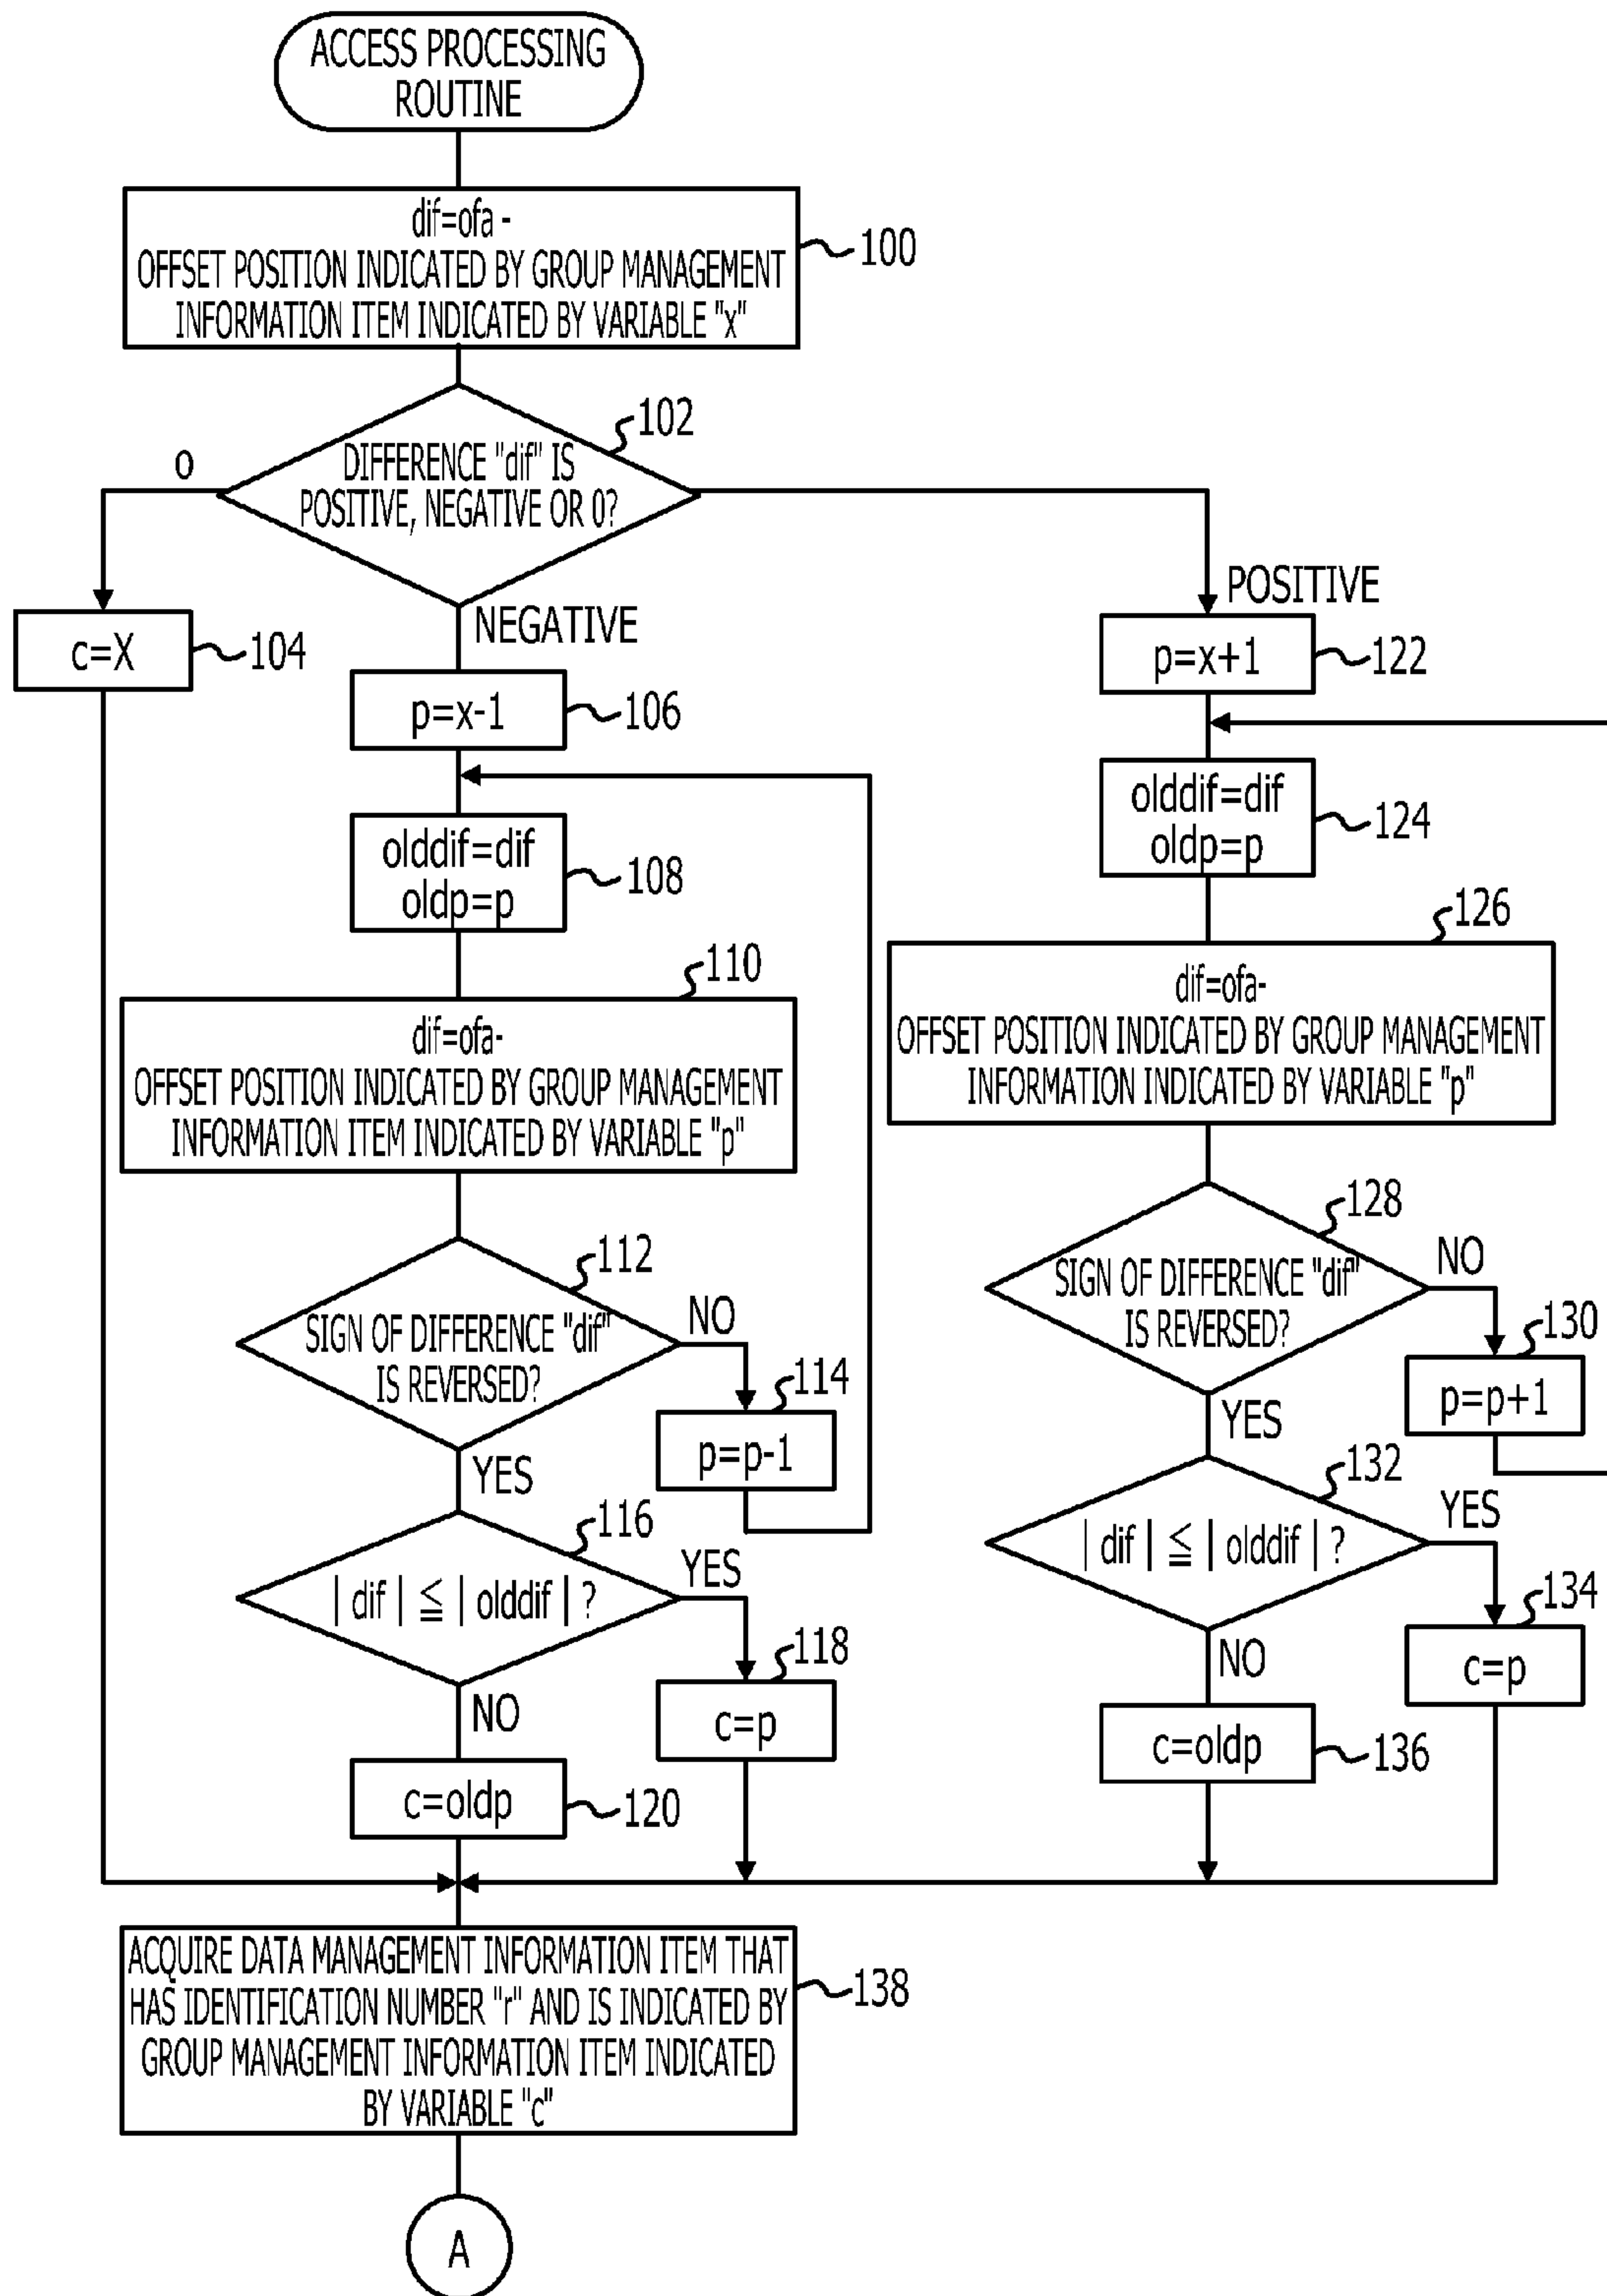 ACCESS PROCESSING
ROUTINE
dif=ofa -
OFFSET POSITION INDICATED BY GROUP MANAGEMENT
INFORMATION ITEM INDICATED BY VARIABLE "x"
100
DIFFERENCE "dif" IS
POSITIVE, NEGATIVE OR 0?
102
0
NEGATIVE
POSITIVE
c=X
104
p=x-1
106
olddif=dif
oldp=p
108
dif=ofa-
OFFSET POSITION INDICATED BY GROUP MANAGEMENT
INFORMATION ITEM INDICATED BY VARIABLE "p"
110
SIGN OF DIFFERENCE "dif"
IS REVERSED?
112
NO
YES
p=p-1
114
| dif | ≦ | olddif | ?
116
YES
NO
c=p
118
c=oldp
120
p=x+1
122
olddif=dif
oldp=p
124
dif=ofa-
OFFSET POSITION INDICATED BY GROUP MANAGEMENT
INFORMATION INDICATED BY VARIABLE "p"
126
SIGN OF DIFFERENCE "dif"
IS REVERSED?
128
NO
YES
p=p+1
130
| dif | ≦ | olddif | ?
132
YES
NO
c=p
134
c=oldp
136
ACQUIRE DATA MANAGEMENT INFORMATION ITEM THAT
HAS IDENTIFICATION NUMBER "r" AND IS INDICATED BY
GROUP MANAGEMENT INFORMATION ITEM INDICATED
BY VARIABLE "c"
138
A